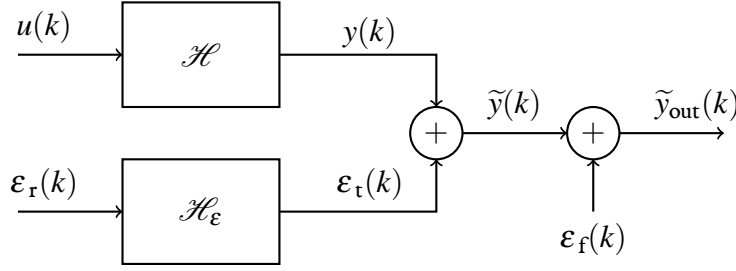 u(k)
ℋ
y(k)
ỹ(k)
ỹ_out(k)
+
+
ε_r(k)
ℋ_ε
ε_t(k)
ε_f(k)